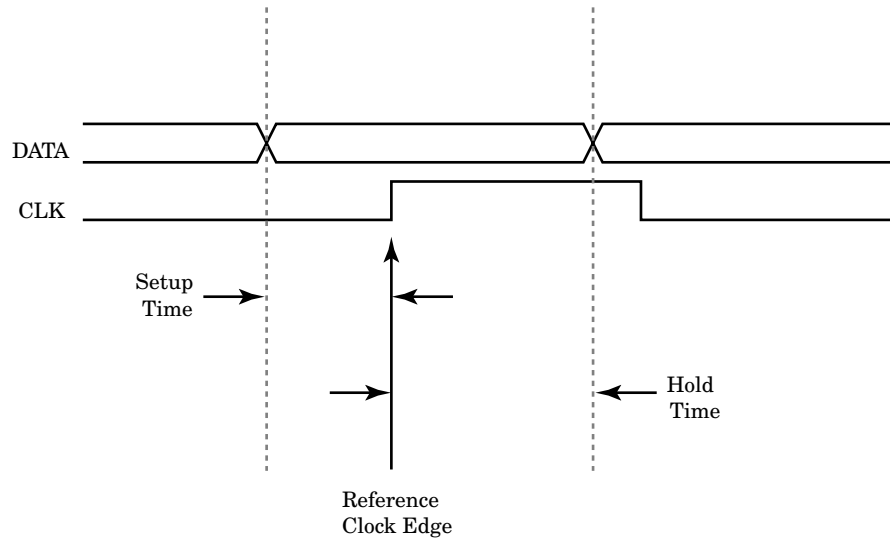 DATA
CLK
Setup
Time
Hold
Time
Reference
Clock Edge